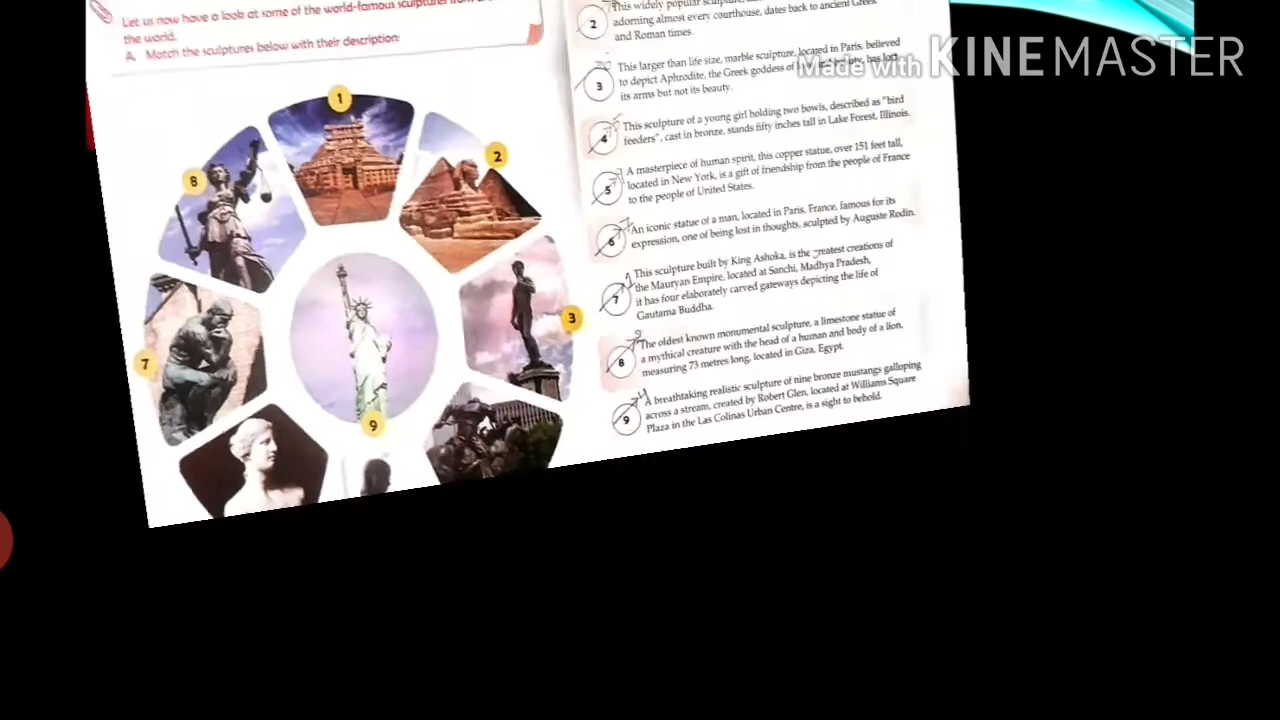 Let us now have a look at some of the world-famous sculptures from
the world.
A. Match the sculptures below with their description:
1
2
8
3
7
9
2
This widely popular sculpture,
adorning almost every courthouse, dates back to ancient Greek
and Roman times.
3
This larger than life size, marble sculpture, located in Paris, believed
to depict Aphrodite, the Greek goddess of has lost
its arms but not its beauty.
4
This sculpture of a young girl holding two bowls, described as "bird
feeders", cast in bronze, stands fifty inches tall in Lake Forest, Illinois.
5
A masterpiece of human spirit, this copper statue, over 151 feet tall,
located in New York, is a gift of friendship from the people of France
to the people of United States.
6
An iconic statue of a man, located in Paris, France, famous for its
expression, one of being lost in thoughts, sculpted by Auguste Rodin.
7
This sculpture built by King Ashoka, is the greatest creations of
the Mauryan Empire, located at Sanchi, Madhya Pradesh,
it has four elaborately carved gateways depicting the life of
Gautama Buddha.
8
The oldest known monumental sculpture, a limestone statue of
a mythical creature with the head of a human and body of a lion,
measuring 73 metres long, located in Giza, Egypt.
9
A breathtaking realistic sculpture of nine bronze mustangs galloping
across a stream, created by Robert Glen, located at Williams Square
Plaza in the Las Colinas Urban Centre, is a sight to behold.
Made with KINEMASTER